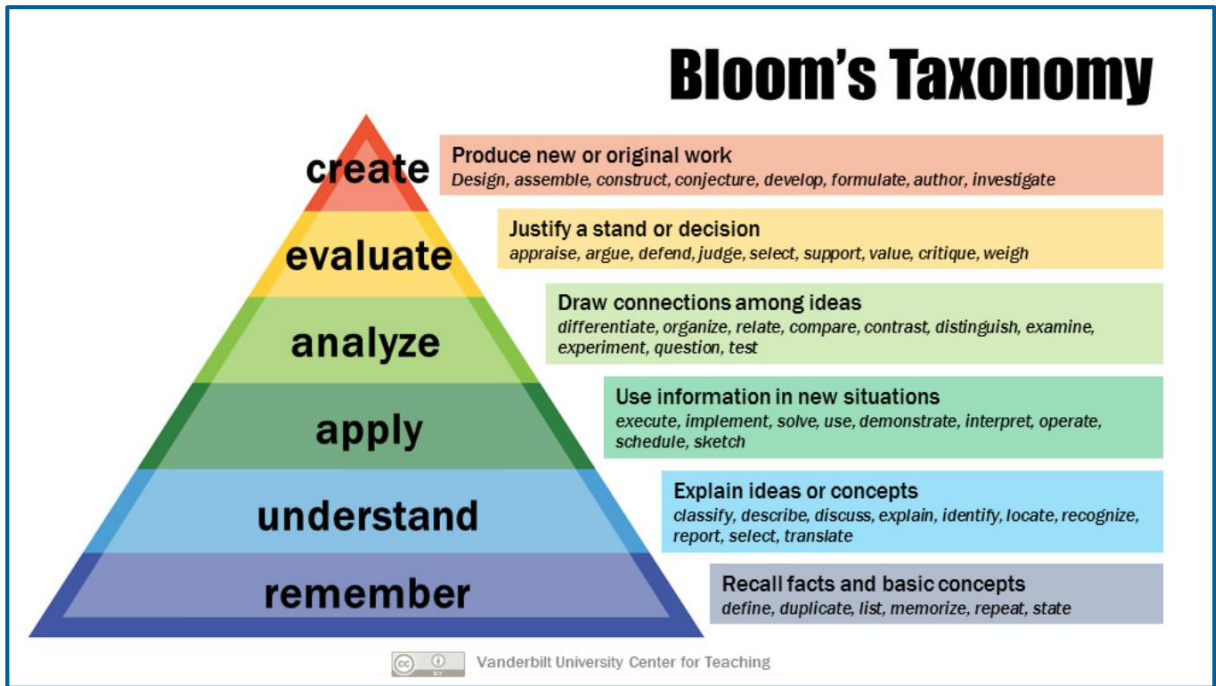 Bloom's Taxonomy
create
Produce new or original work
Design, assemble, construct, conjecture, develop, formulate, author, investigate
evaluate
Justify a stand or decision
appraise, argue, defend, judge, select, support, value, critique, weigh
analyze
Draw connections among ideas
differentiate, organize, relate, compare, contrast, distinguish, examine,
experiment, question, test
apply
Use information in new situations
execute, implement, solve, use, demonstrate, interpret, operate,
schedule, sketch
understand
Explain ideas or concepts
classify, describe, discuss, explain, identify, locate, recognize,
report, select, translate
remember
Recall facts and basic concepts
define, duplicate, list, memorize, repeat, state
cc BY Vanderbilt University Center for Teaching